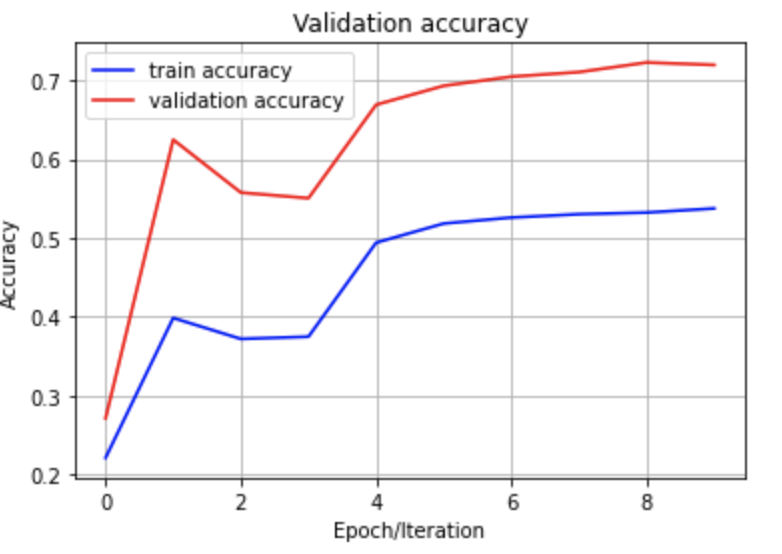 Validation accuracy
train accuracy
validation accuracy
0.7
0.6
0.5
0.4
0.3
0.2
Accuracy
0 2 4 6 8
Epoch/Iteration